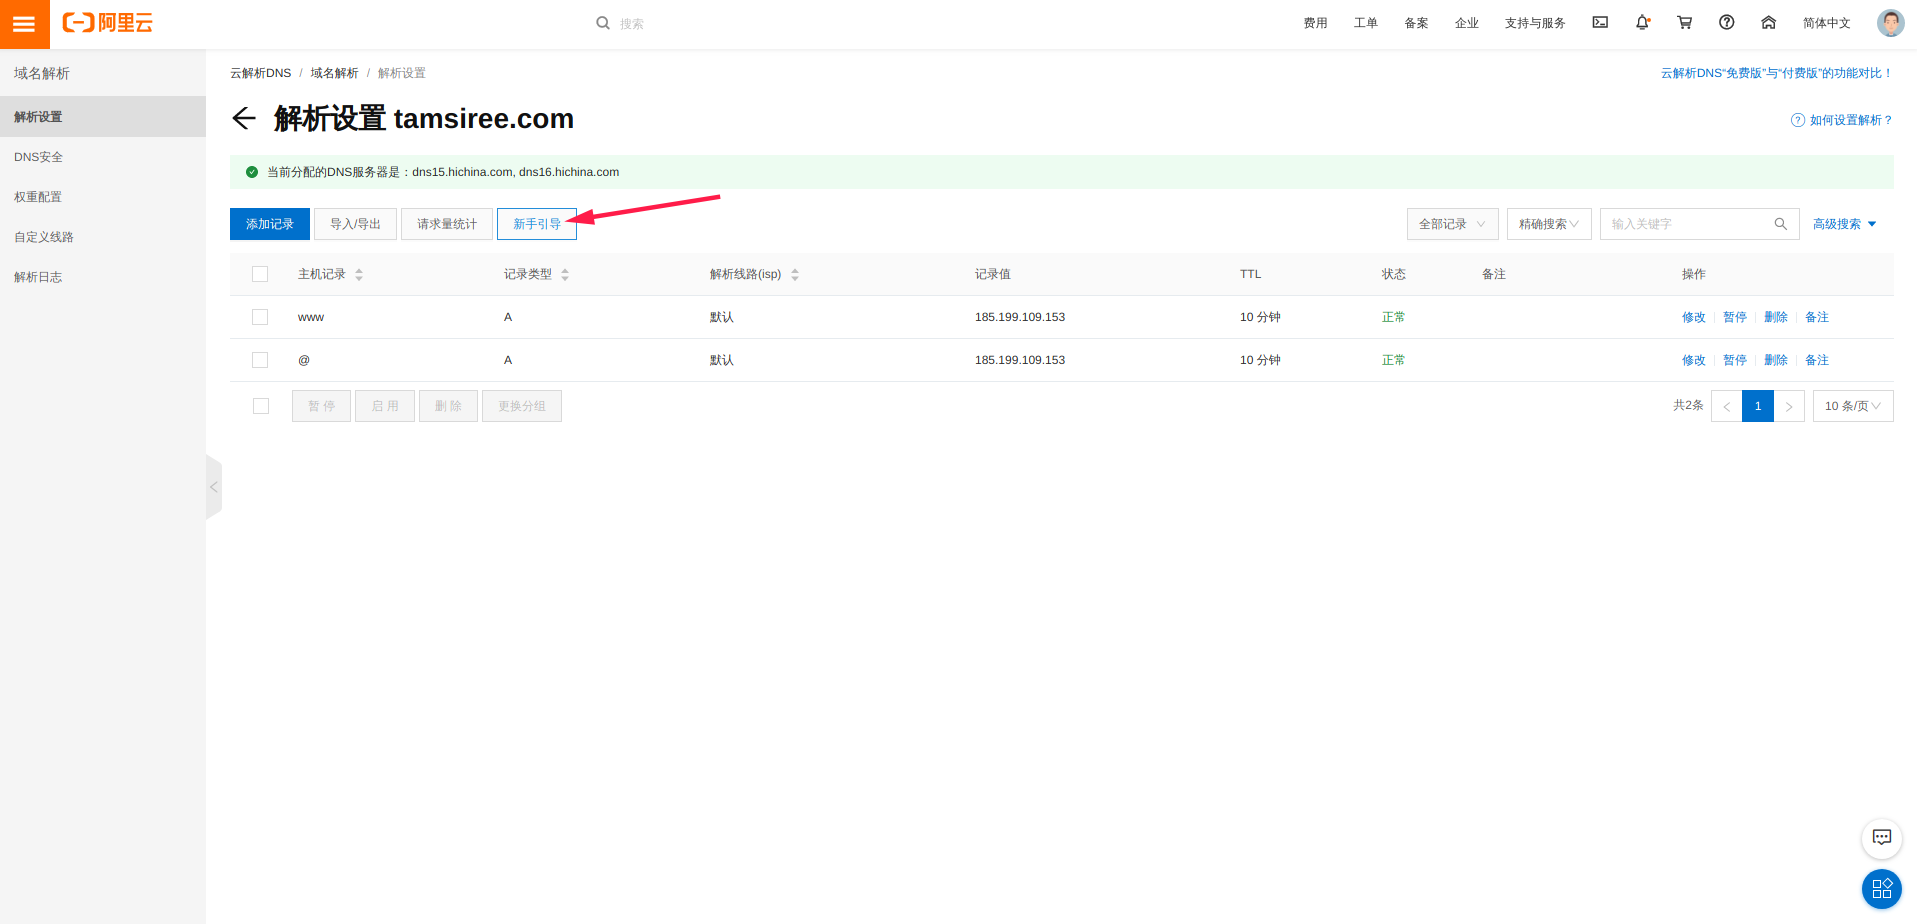 阿里云
搜索
费用 工单 备案 企业 支持与服务 简体中文
域名解析
解析设置
DNS安全
权重配置
自定义线路
解析日志
云解析DNS / 域名解析 / 解析设置
云解析DNS“免费版”与“付费版”的功能对比！
解析设置 tamsiree.com
如何设置解析？
当前分配的DNS服务器是：dns15.hichina.com, dns16.hichina.com
添加记录 导入/导出 请求量统计 新手引导 全部记录 精确搜索 输入关键字 高级搜索
主机记录 记录类型 解析线路(isp) 记录值 TTL 状态 备注 操作
www A 默认 185.199.109.153 10 分钟 正常 修改 暂停 删除 备注
@ A 默认 185.199.109.153 10 分钟 正常 修改 暂停 删除 备注
暂 停 启 用 删 除 更换分组 共2条 1 10 条/页